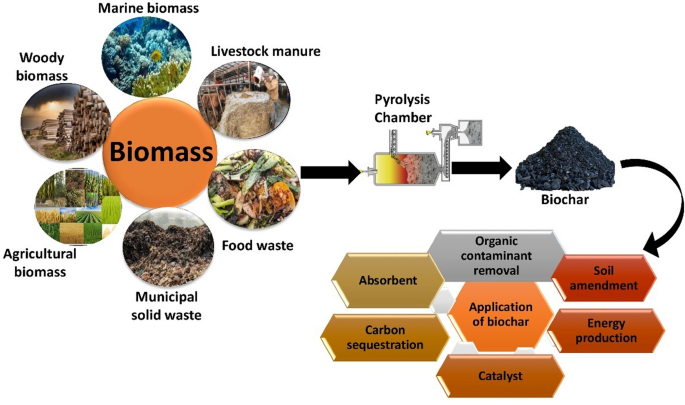 Marine biomass
Livestock manure
Woody
biomass
Biomass
Agricultural
biomass
Food waste
Municipal
solid waste
Pyrolysis
Chamber
Biochar
Organic
contaminant
removal
Absorbent
Soil
amendment
Application
of biochar
Carbon
sequestration
Energy
production
Catalyst